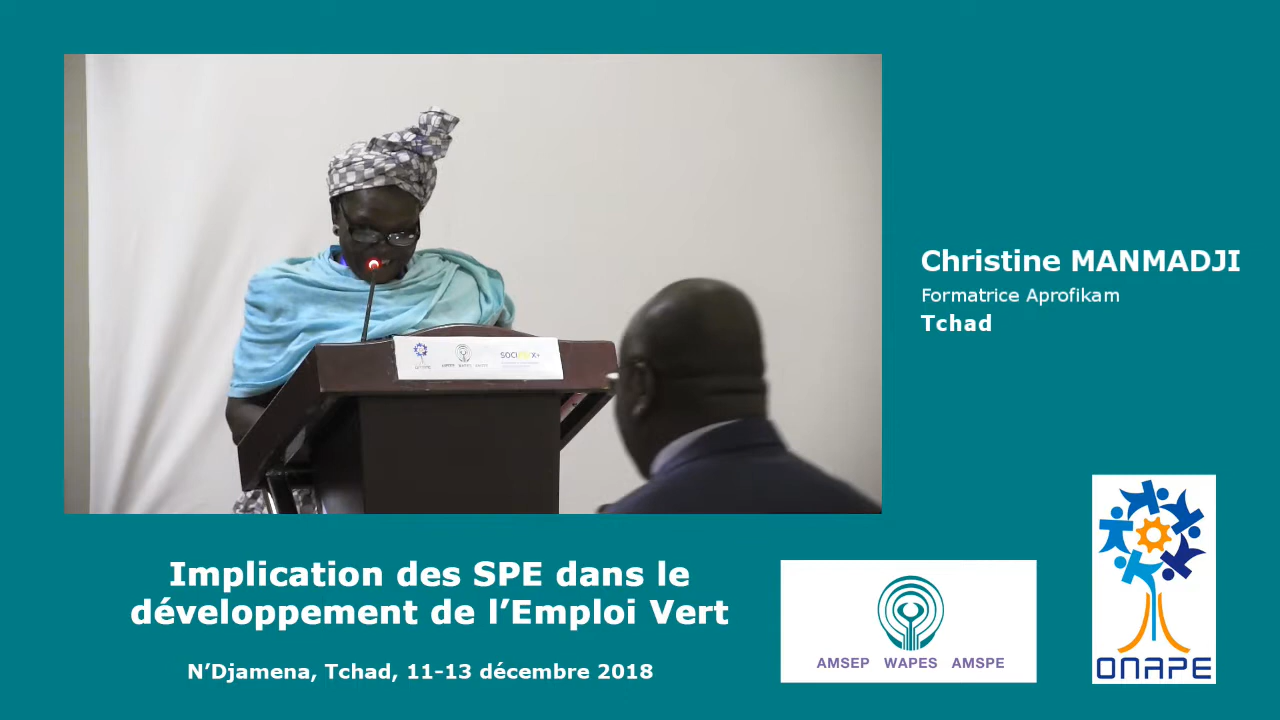 Christine MANMADJI
Formatrice Aprofikam
Tchad
Implication des SPE dans le
développement de l’Emploi Vert
N’Djamena, Tchad, 11-13 décembre 2018
AMSEP WAPES AMSPE
ONAPE